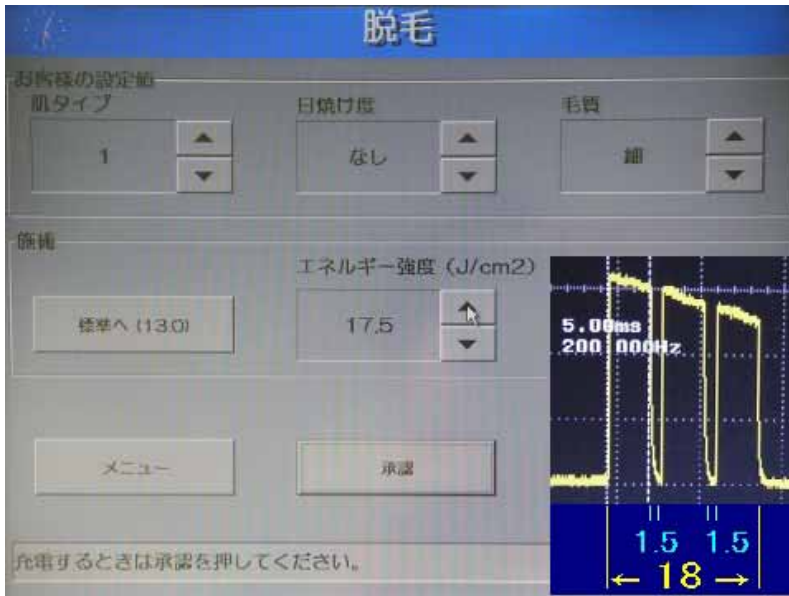 脱毛
お客様の設定値
肌タイプ
日焼け度
毛質
1
なし
細
施術
エネルギー強度 (J/cm2)
標準へ (13.0)
17.5
5.00ms
200.000Hz
メニュー
承認
1.5 1.5
充電するときは承認を押してください。
← 18 →